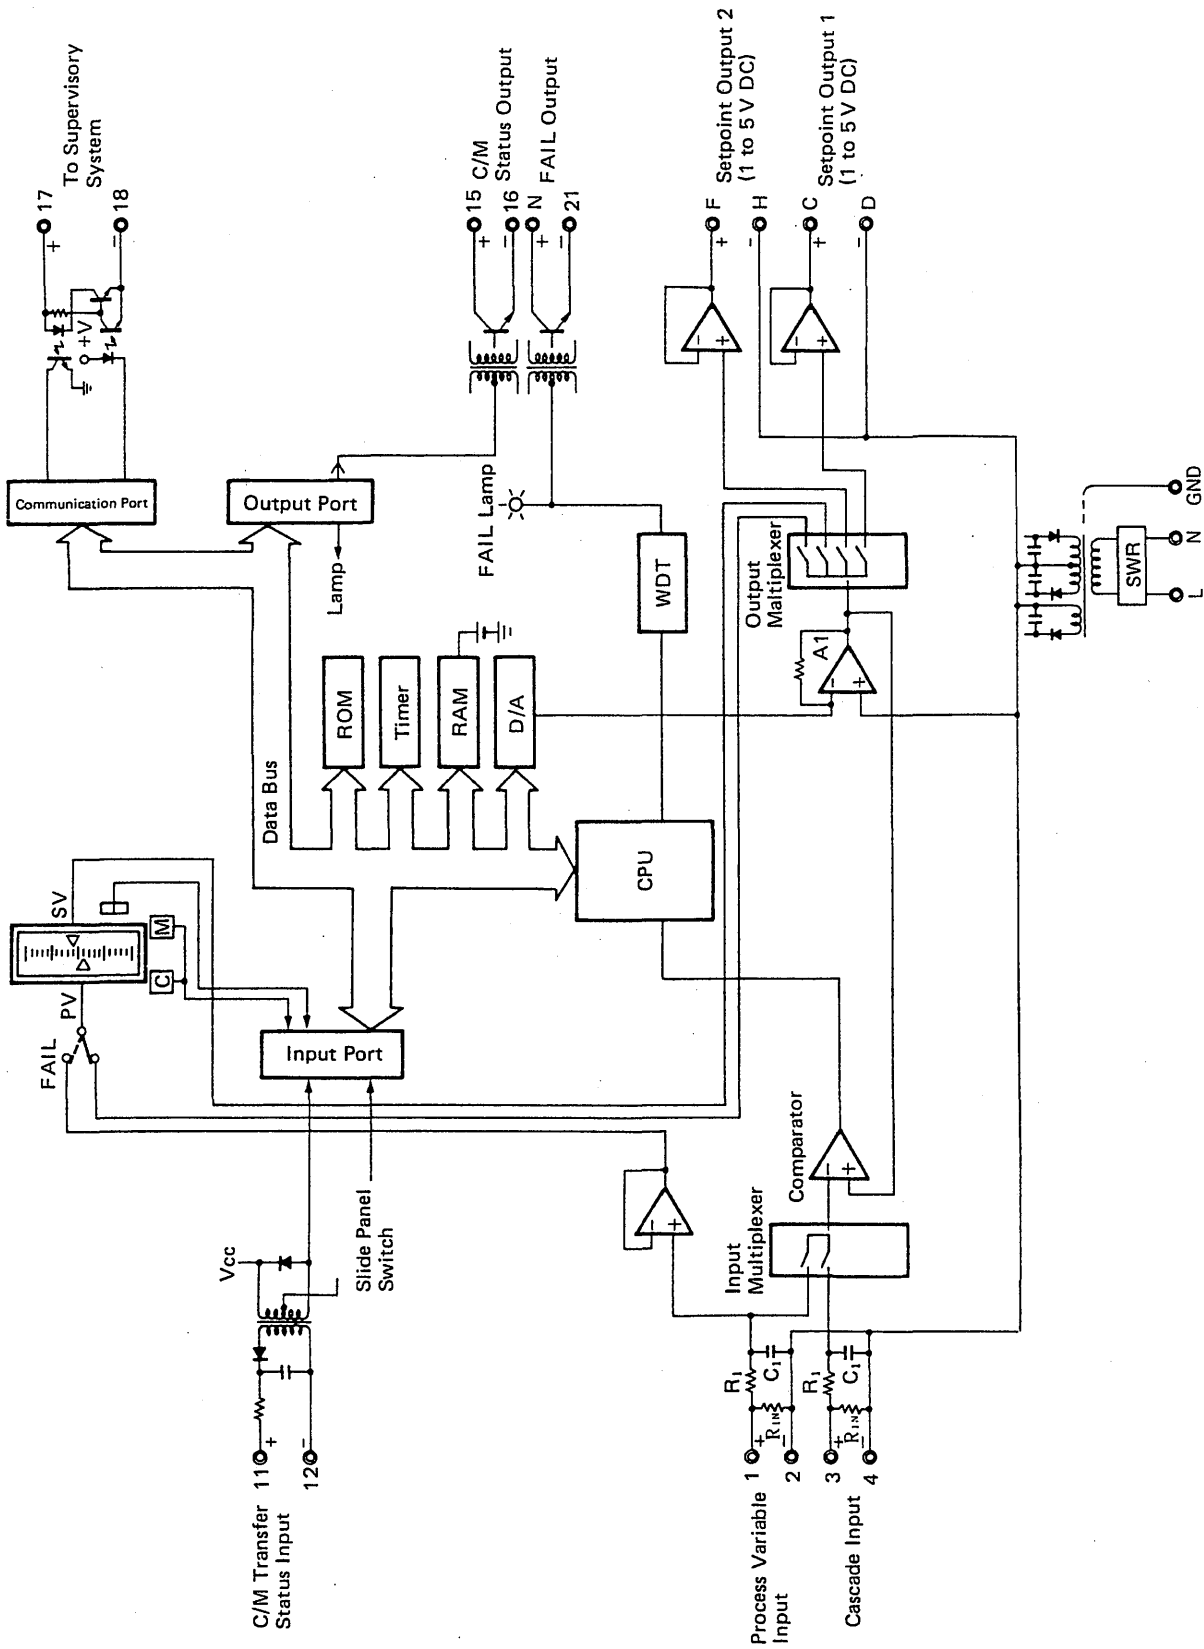 C/M Transfer
Status Input
11
+
12
−
Vcc
Slide Panel
Switch
FAIL
PV
SV
C
M
Input Port
Data Bus
Communication Port
+V
17
+
To Supervisory
System
18
−
Output Port
Lamp
15
+
C/M
Status Output
16
−
N
+
FAIL Output
21
−
FAIL Lamp
ROM
Timer
RAM
D/A
CPU
WDT
Process Variable
Input
1
+
2
−
R1
RIN
C1
Cascade Input
3
+
4
−
R1
RIN
C1
−
+
Input
Multiplexer
Comparator
−
+
A1
−
+
Output
Maltiplexer
−
+
−
+
F
+
Setpoint Output 2
(1 to 5 V DC)
H
−
C
+
Setpoint Output 1
(1 to 5 V DC)
D
−
SWR
L
N
GND